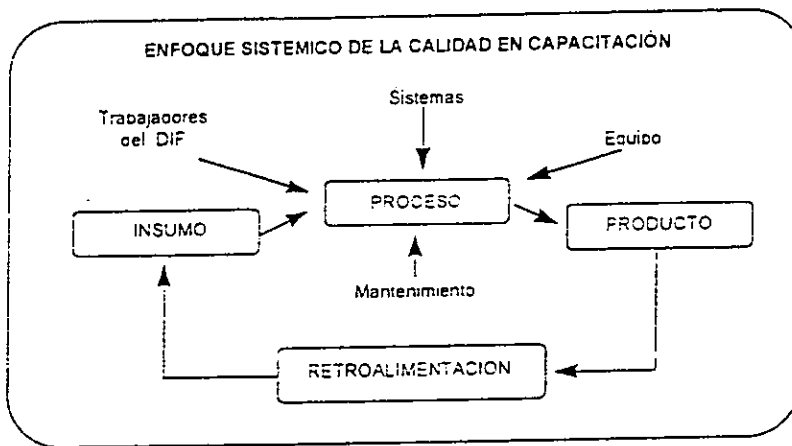 ENFOQUE SISTEMICO DE LA CALIDAD EN CAPACITACIÓN
Sistemas
Trabajadores
del DIF
Equipo
PROCESO
INSUMO
PRODUCTO
Mantenimiento
RETROALIMENTACION